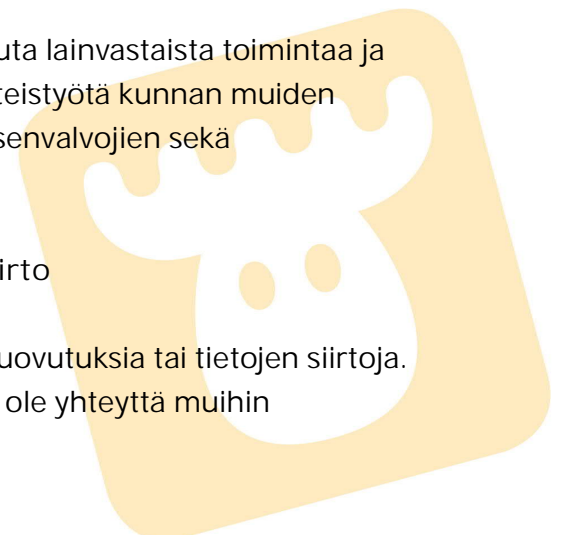 uta lainvastaista toimintaa ja
teistyötä kunnan muiden
senvalvojien sekä
irto
uovutuksia tai tietojen siirtoja.
ole yhteyttä muihin